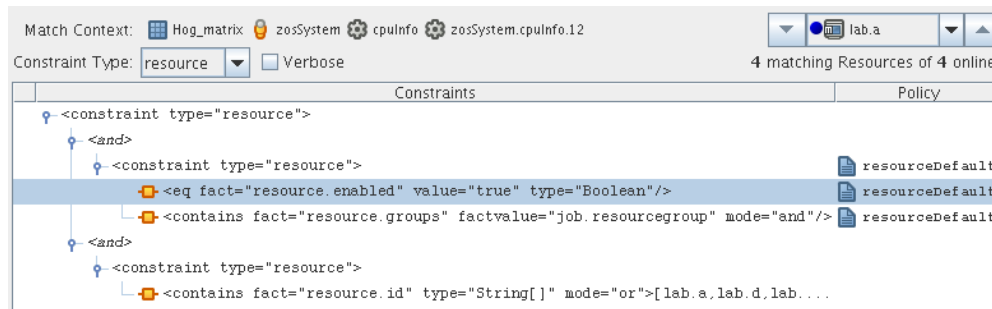 Match Context: Hog_matrix zosSystem cpuInfo zosSystem.cpuInfo.12 lab.a
Constraint Type: resource Verbose 4 matching Resources of 4 online
Constraints Policy
<constraint type="resource">
<and>
<constraint type="resource"> resourceDefault
<eq fact="resource.enabled" value="true" type="Boolean"/> resourceDefault
<contains fact="resource.groups" factvalue="job.resourcegroup" mode="and"/> resourceDefault
<and>
<constraint type="resource">
<contains fact="resource.id" type="String[]" mode="or">[lab.a,lab.d,lab....